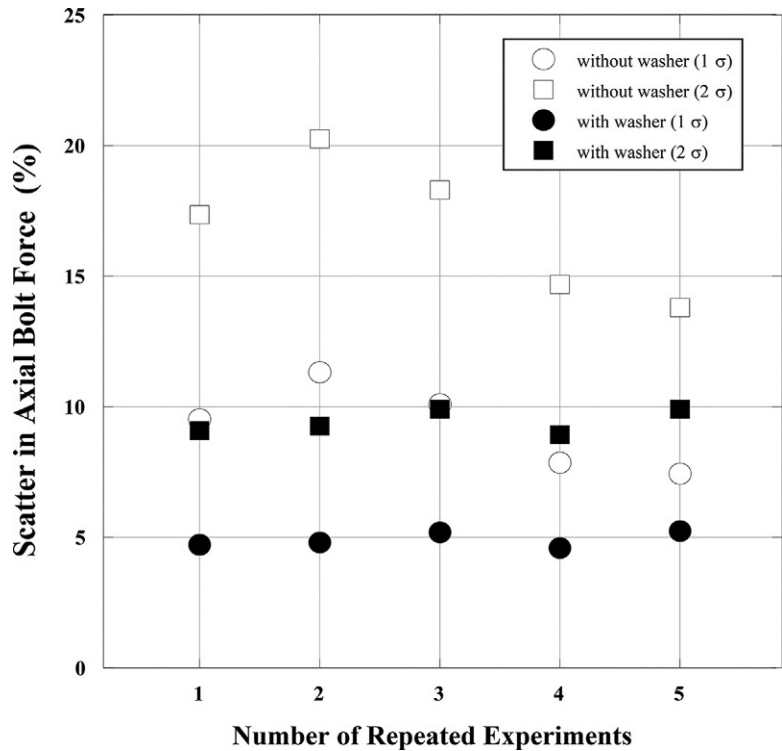 25
20
15
10
5
0
1 2 3 4 5
Scatter in Axial Bolt Force (%)
Number of Repeated Experiments
without washer (1 σ)
without washer (2 σ)
with washer (1 σ)
with washer (2 σ)